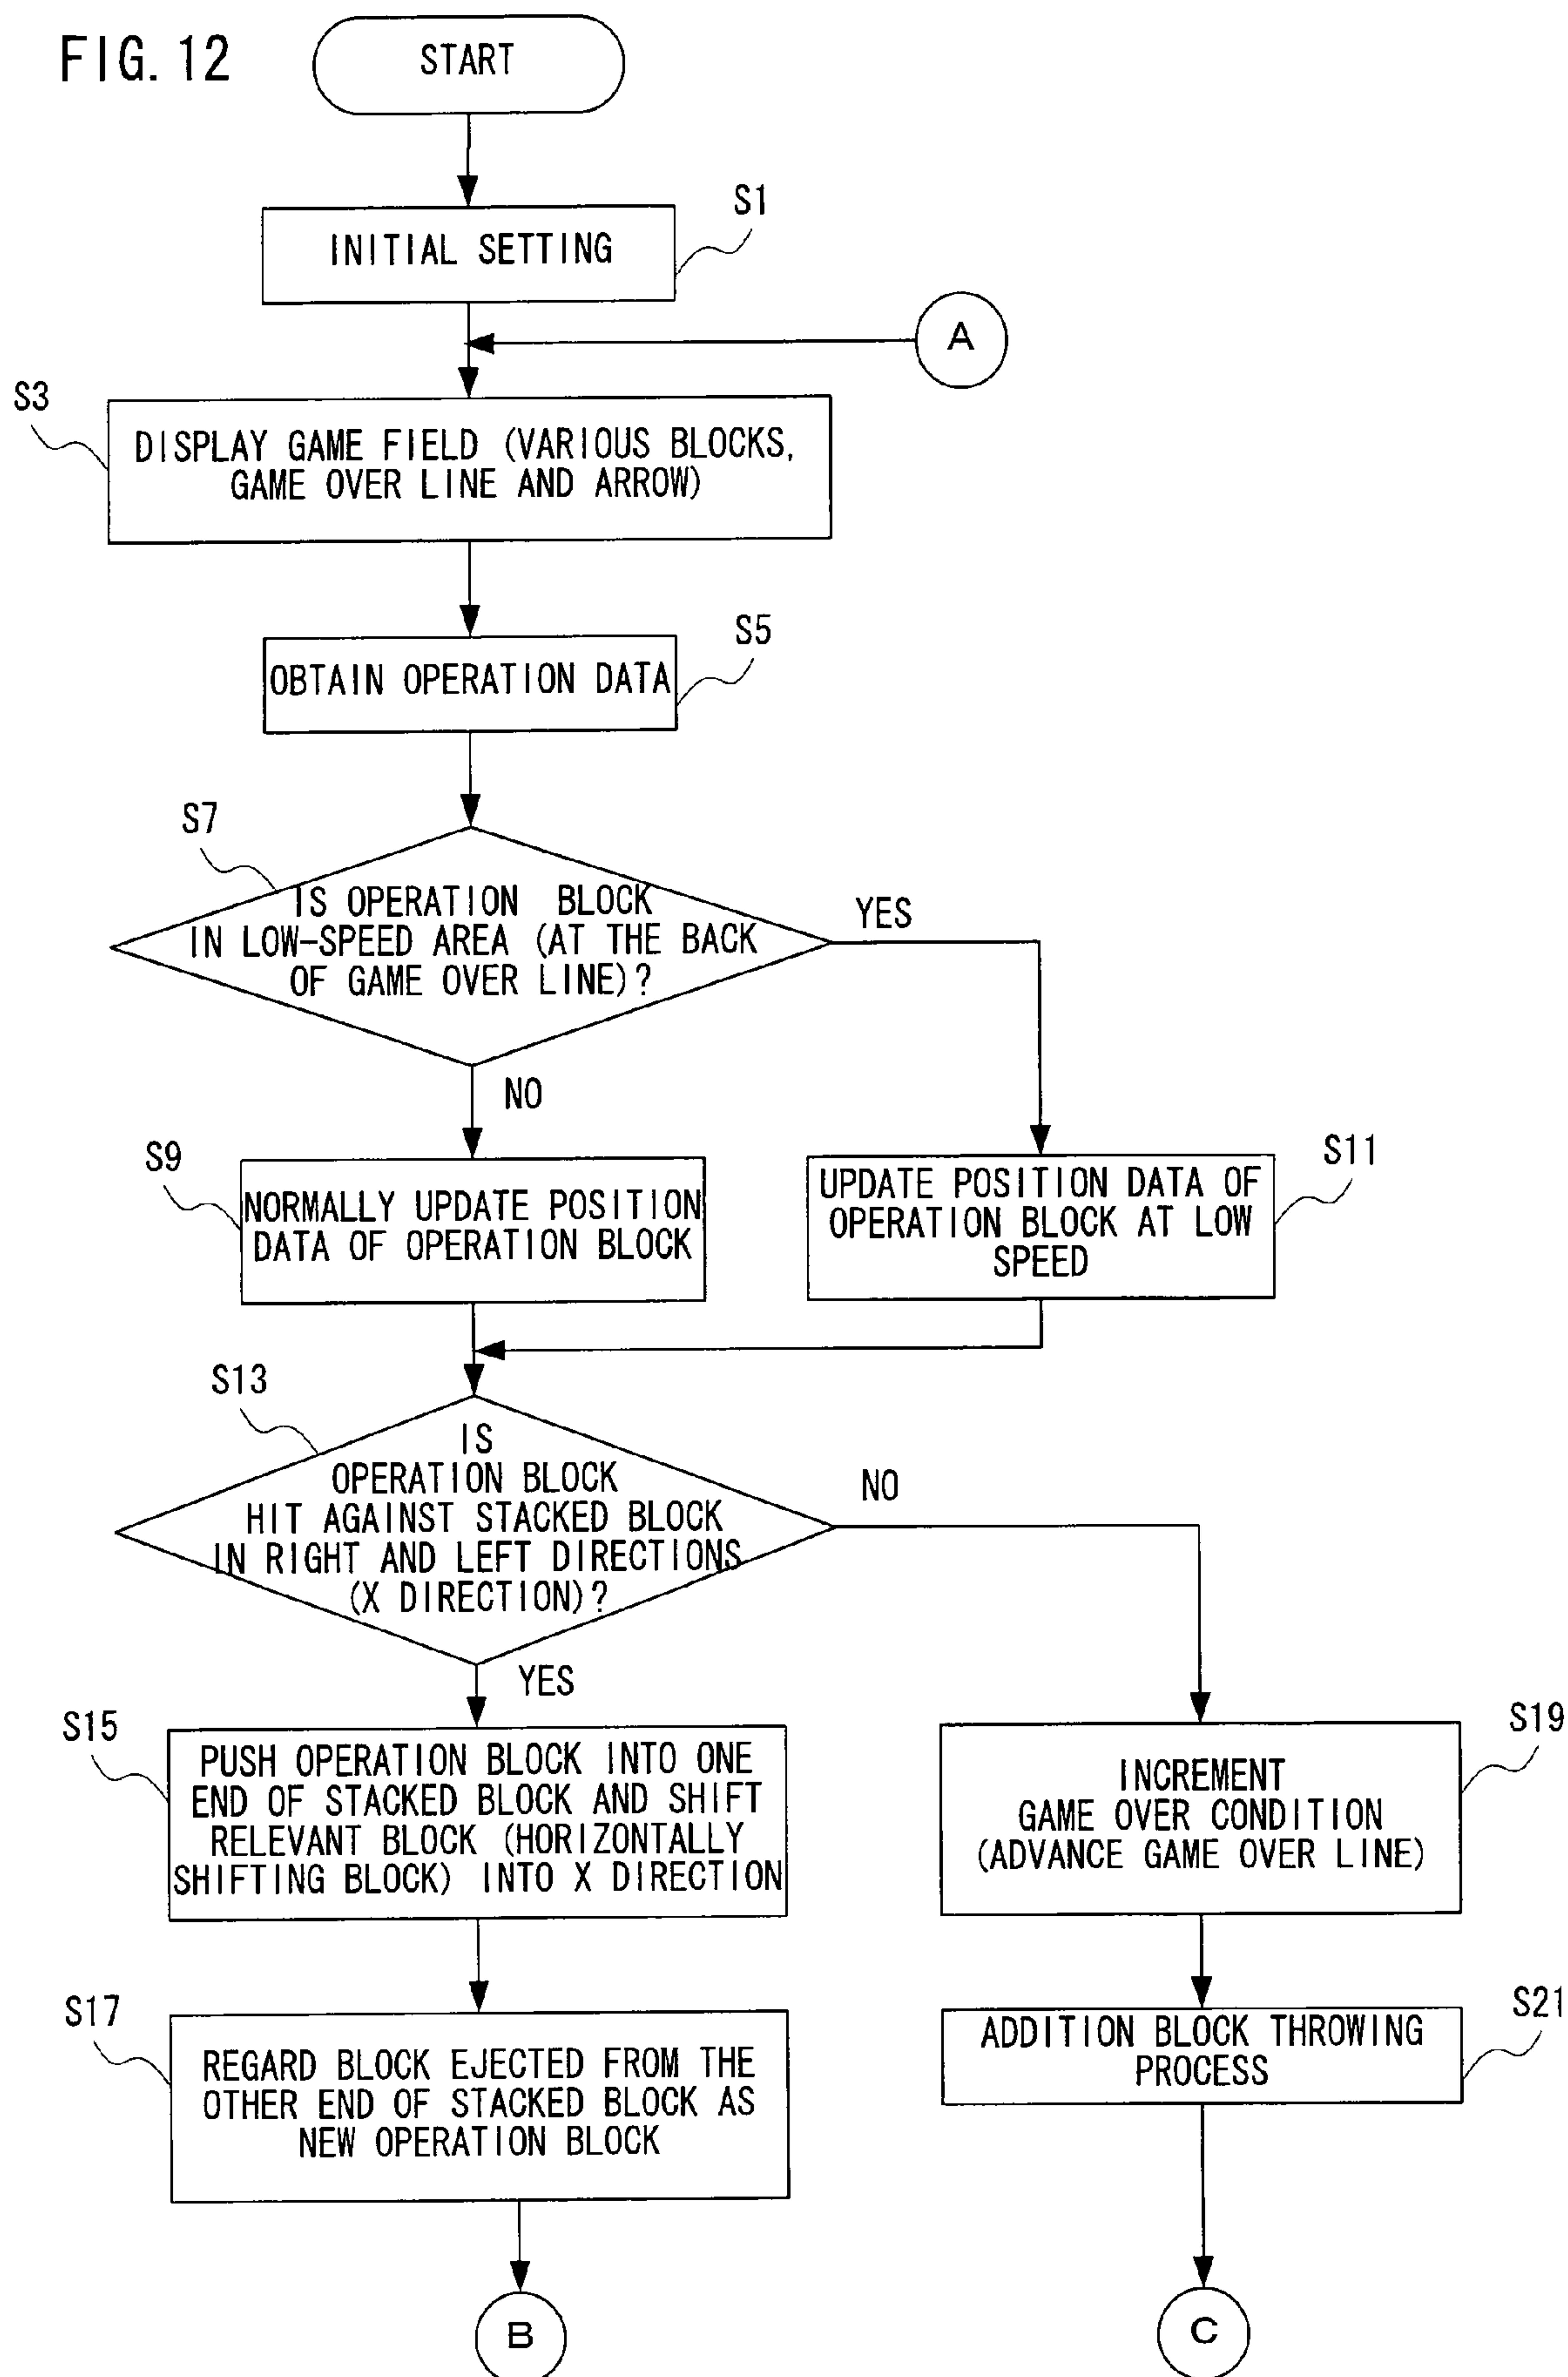 FIG. 12
START
S1
INITIAL SETTING
A
S3
DISPLAY GAME FIELD (VARIOUS BLOCKS,
GAME OVER LINE AND ARROW)
S5
OBTAIN OPERATION DATA
S7
IS OPERATION BLOCK
IN LOW-SPEED AREA (AT THE BACK
OF GAME OVER LINE)?
YES
NO
S9
NORMALLY UPDATE POSITION
DATA OF OPERATION BLOCK
S11
UPDATE POSITION DATA OF
OPERATION BLOCK AT LOW
SPEED
S13
IS
OPERATION BLOCK
HIT AGAINST STACKED BLOCK
IN RIGHT AND LEFT DIRECTIONS
(X DIRECTION)?
NO
YES
S15
PUSH OPERATION BLOCK INTO ONE
END OF STACKED BLOCK AND SHIFT
RELEVANT BLOCK (HORIZONTALLY
SHIFTING BLOCK) INTO X DIRECTION
S19
INCREMENT
GAME OVER CONDITION
(ADVANCE GAME OVER LINE)
S17
REGARD BLOCK EJECTED FROM THE
OTHER END OF STACKED BLOCK AS
NEW OPERATION BLOCK
S21
ADDITION BLOCK THROWING
PROCESS
B
C